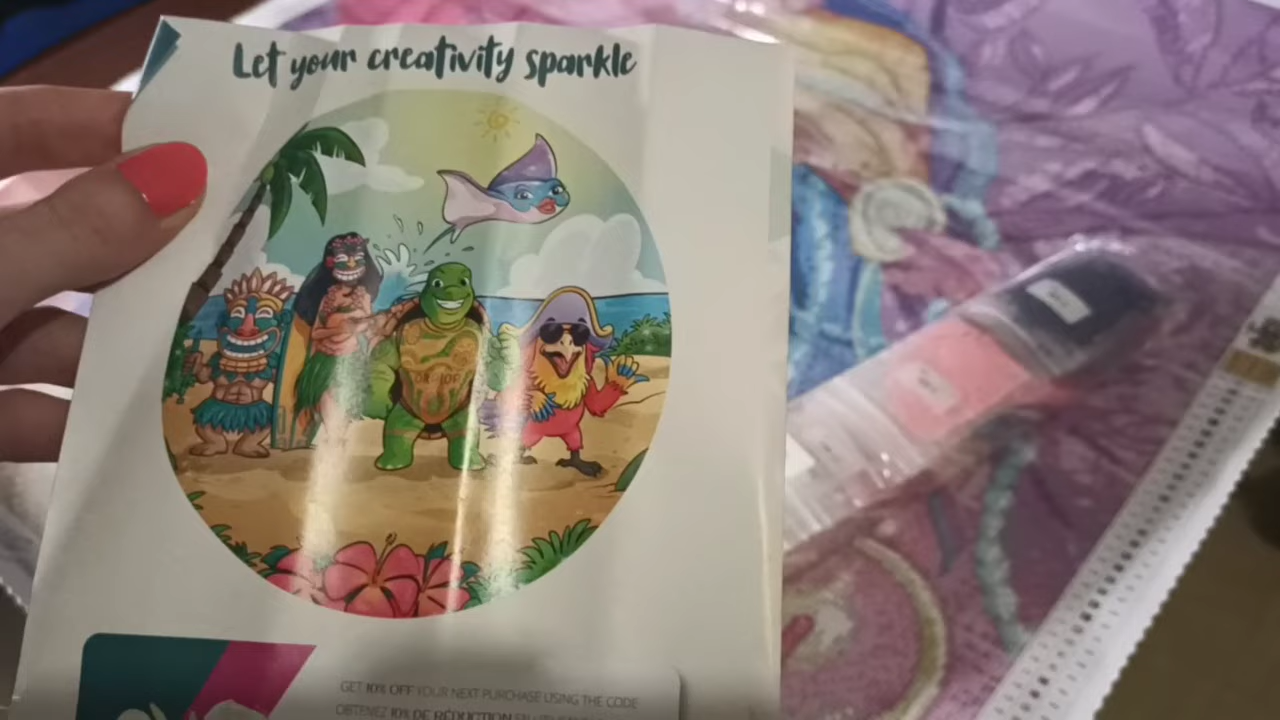 Let your creativity sparkle
GET 10% OFF YOUR NEXT PURCHASE USING THE CODE
OBTENEZ 10% DE RÉDUCTION